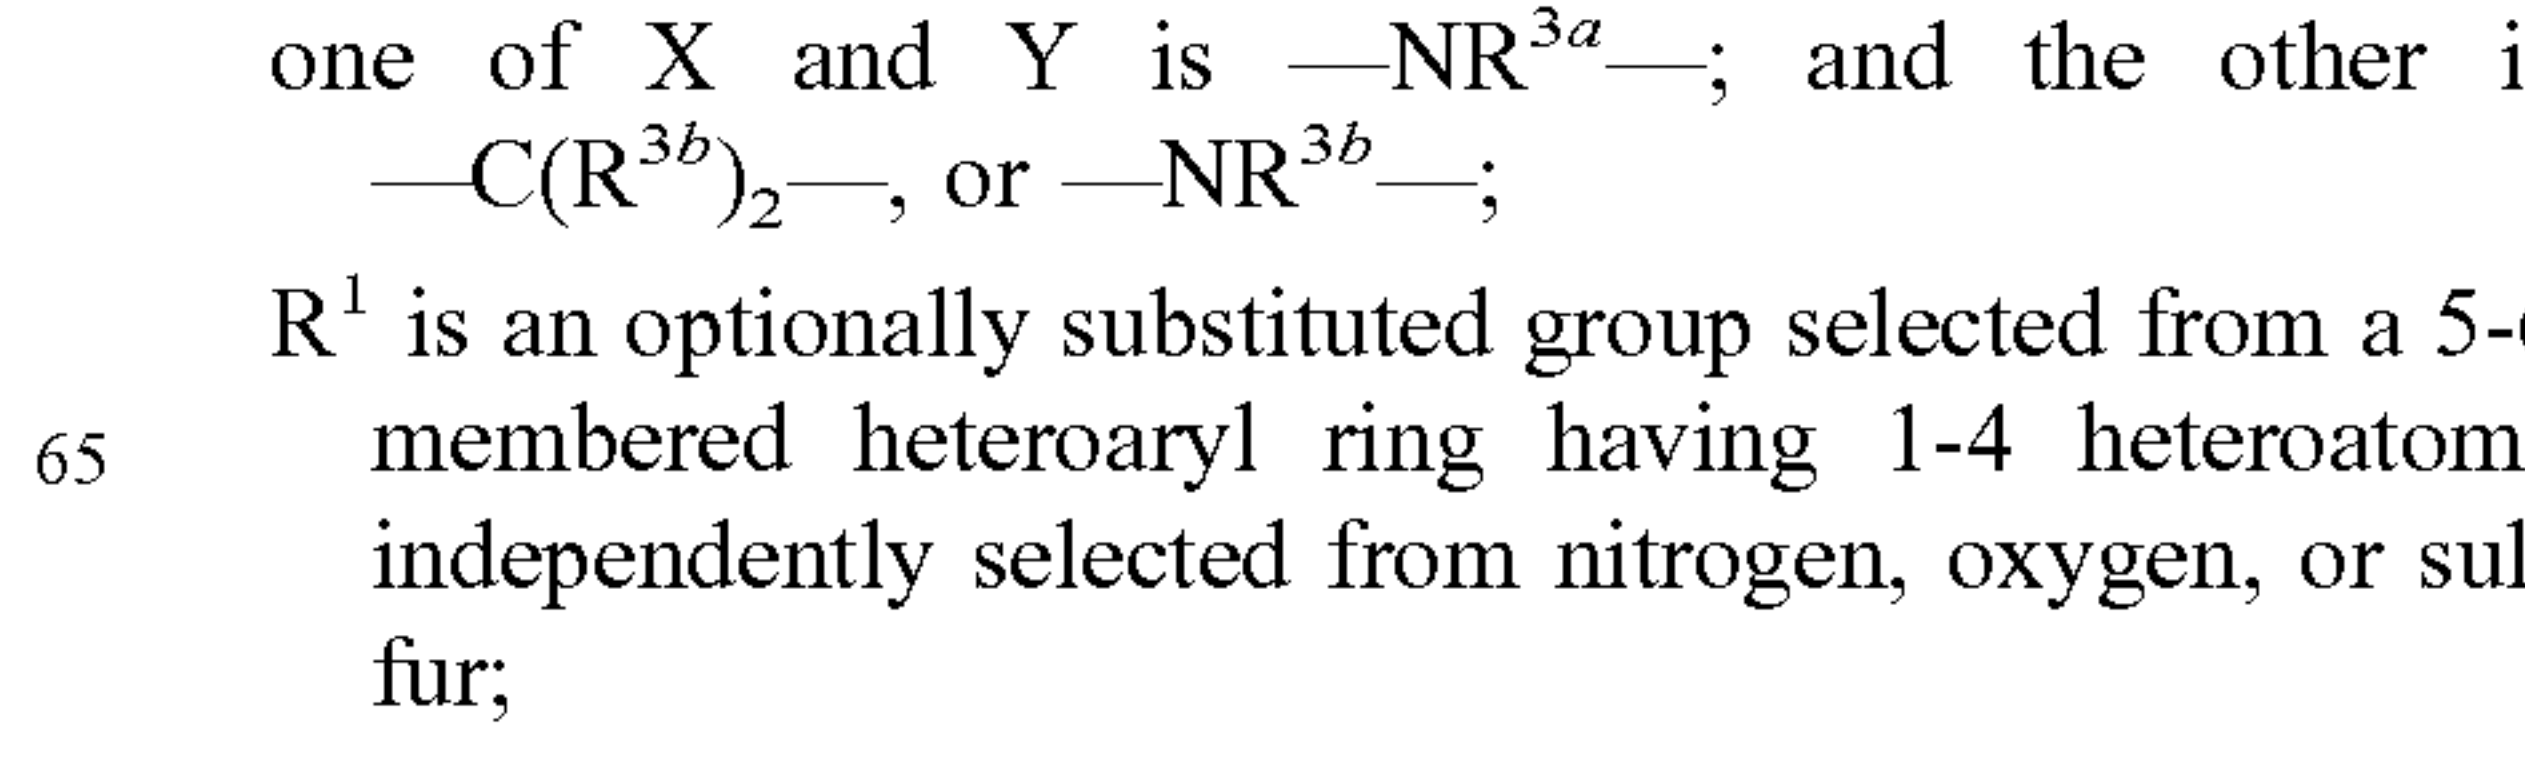 one of X and Y is —NR³ᵃ—; and the other i
—C(R³ᵇ)₂—, or —NR³ᵇ—;
R¹ is an optionally substituted group selected from a 5-
65 membered heteroaryl ring having 1-4 heteroatom
independently selected from nitrogen, oxygen, or sul
fur;